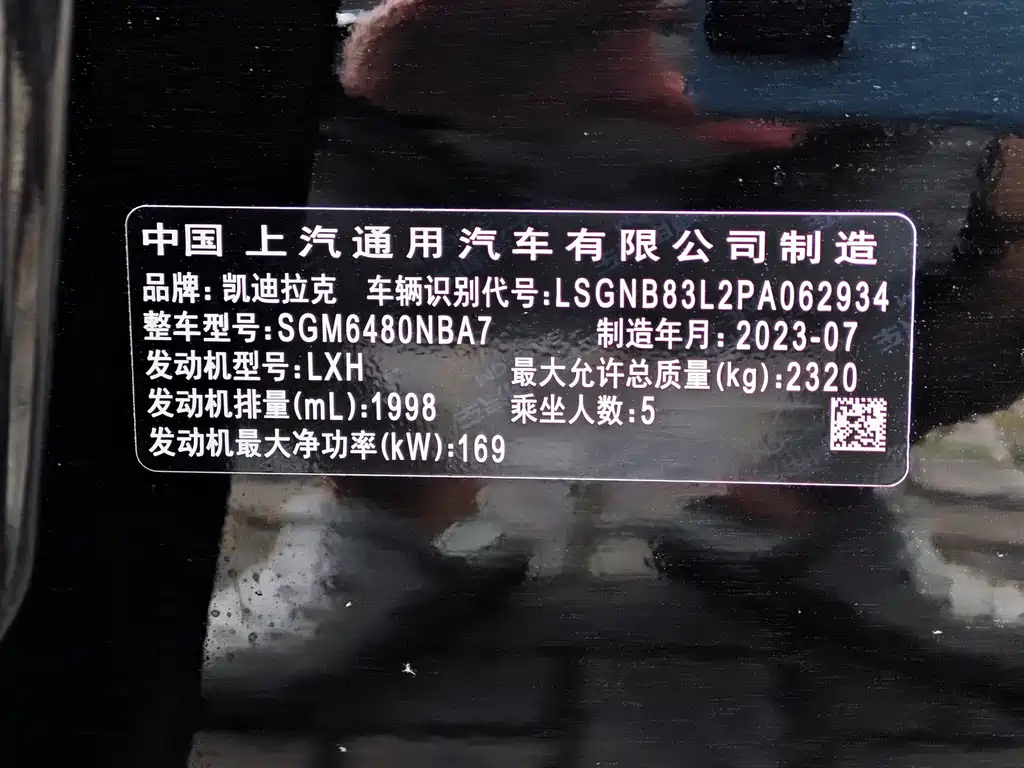 中国 上汽通用汽车有限公司制造
品牌: 凯迪拉克 车辆识别代号:LSGNB83L2PA062934
整车型号:SGM6480NBA7 制造年月: 2023-07
发动机型号:LXH 最大允许总质量(kg):2320
发动机排量(mL):1998 乘坐人数:5
发动机最大净功率(kW):169